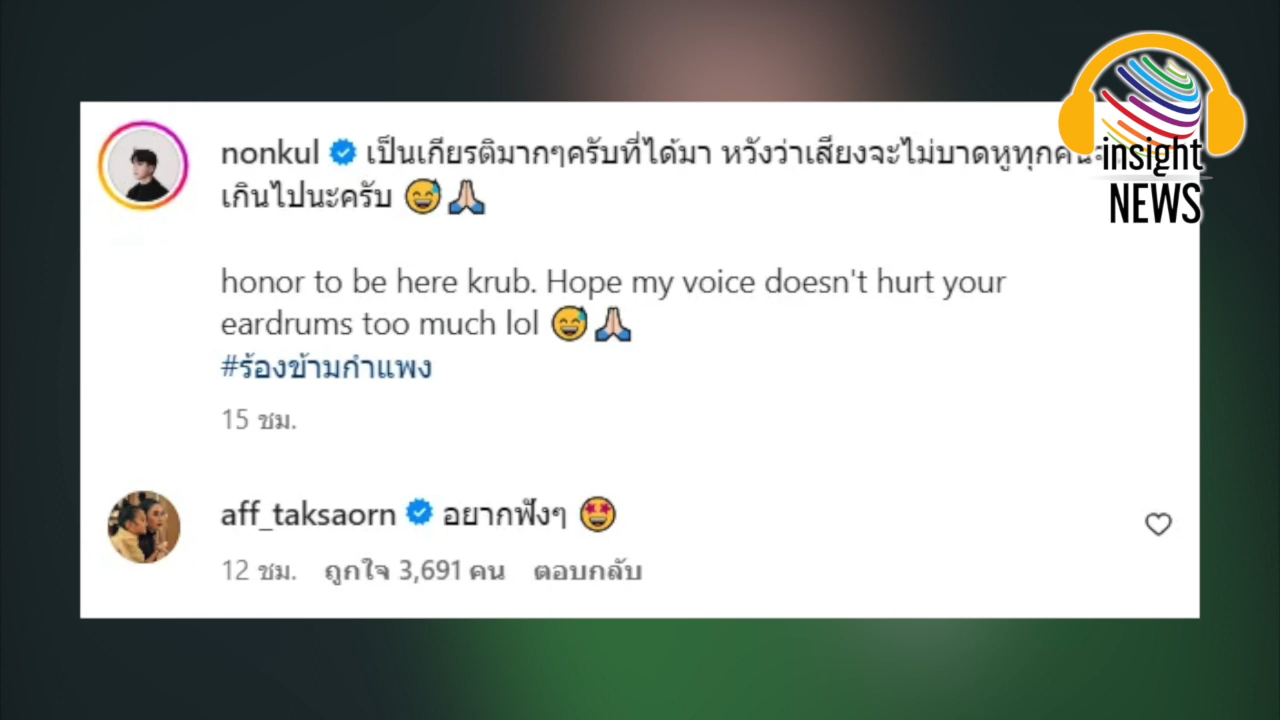 nonkul เป็นเกียรติมากๆครับที่ได้มา หวังว่าเสียงจะไม่บาดหูทุกคน
เกินไปนะครับ 😅🙏🏻
honor to be here krub. Hope my voice doesn't hurt your
eardrums too much lol 😅🙏🏻
#ร้องข้ามกำแพง
15 ชม.
aff_taksaorn อยากฟังๆ 🤩
12 ชม. ถูกใจ 3,691 คน ตอบกลับ
insight
NEWS